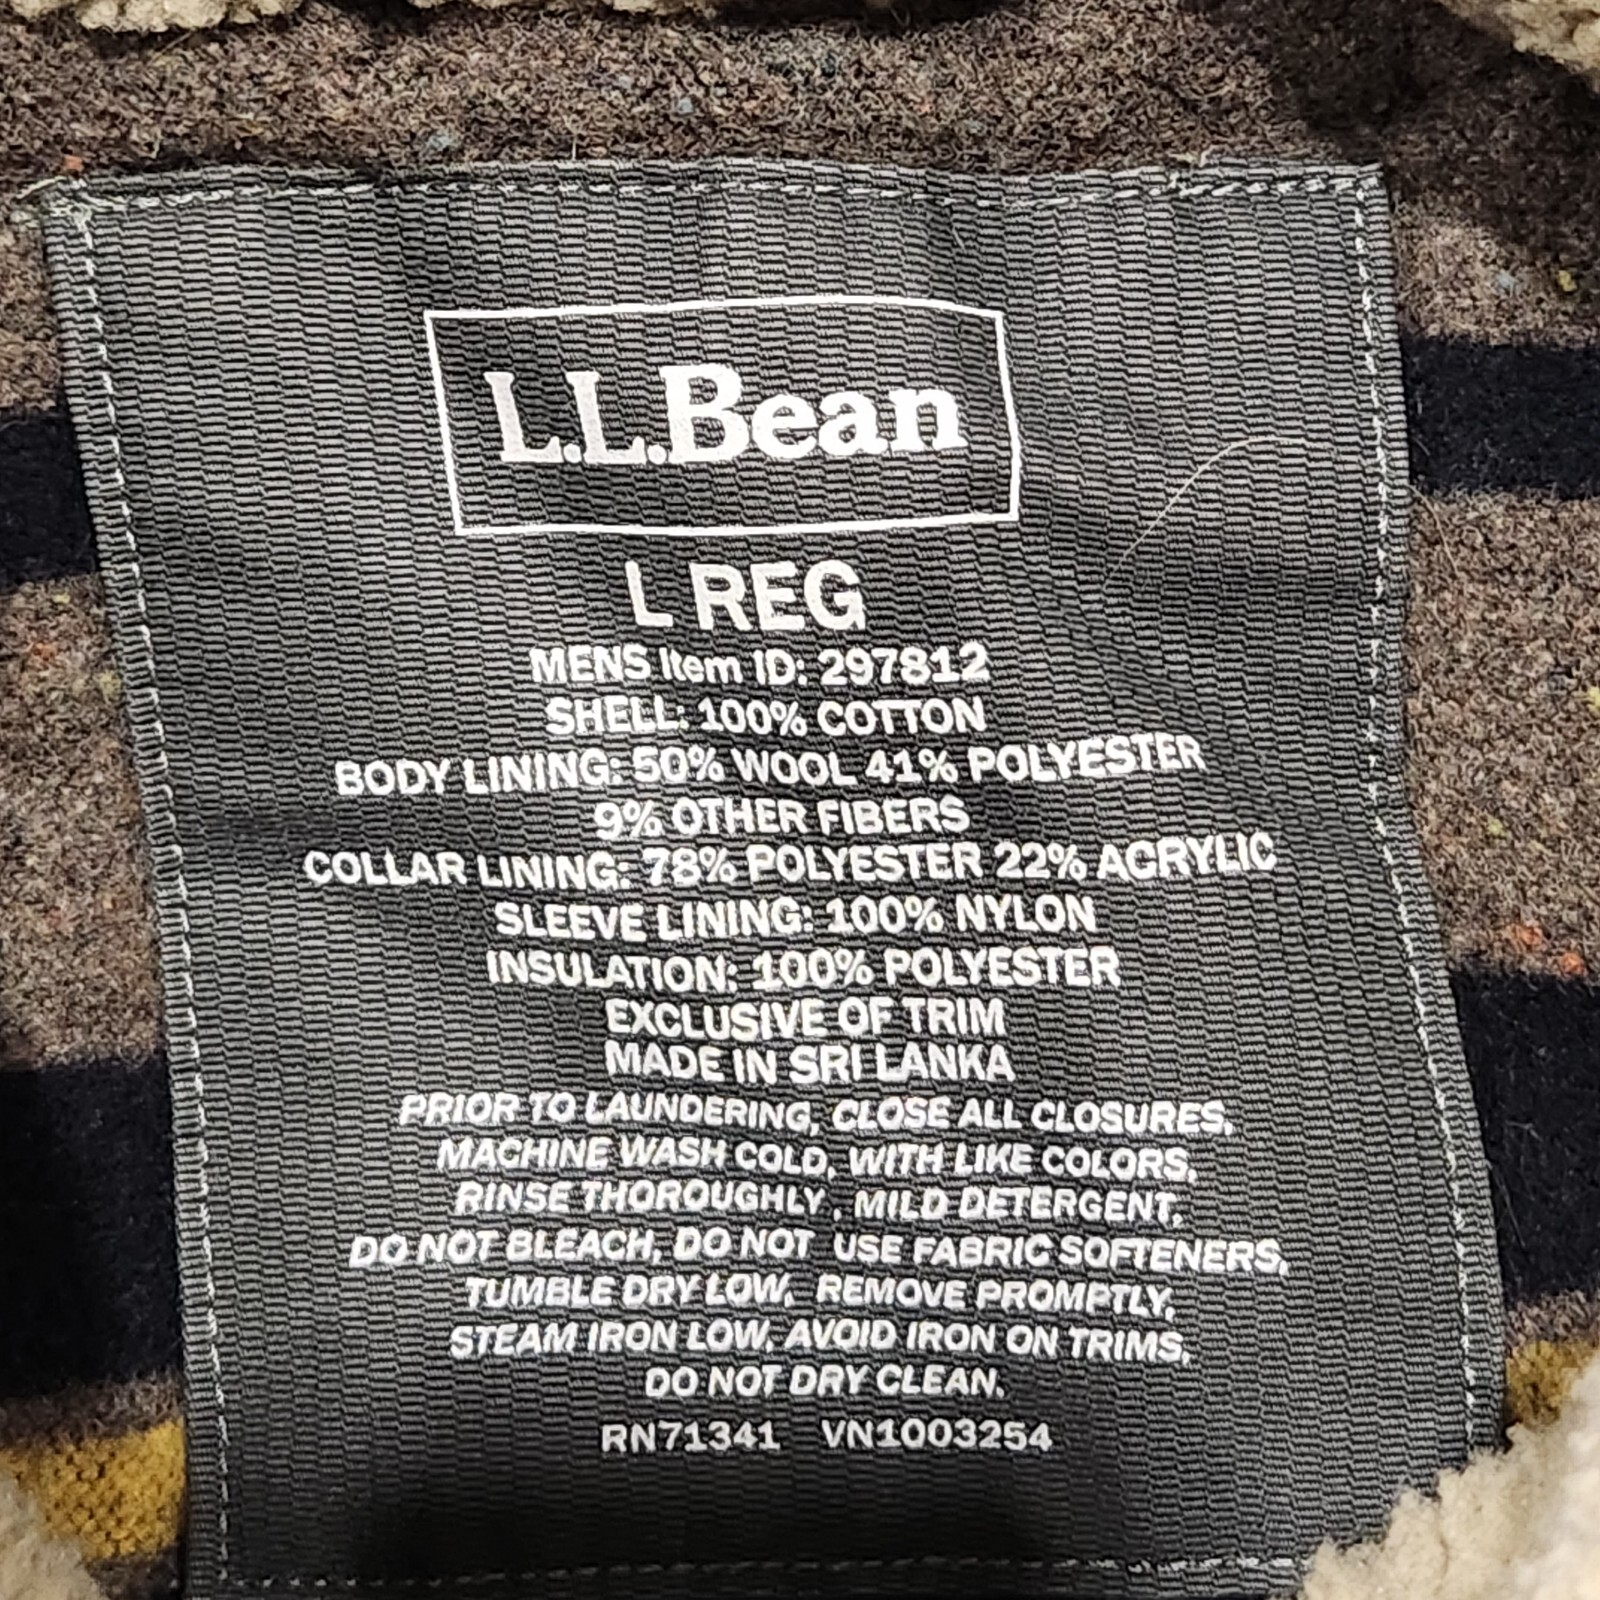 L.L.Bean
L REG
MENS Item ID: 297812
SHELL: 100% COTTON
BODY LINING: 50% WOOL 41% POLYESTER
9% OTHER FIBERS
COLLAR LINING: 78% POLYESTER 22% ACRYLIC
SLEEVE LINING: 100% NYLON
INSULATION: 100% POLYESTER
EXCLUSIVE OF TRIM
MADE IN SRI LANKA
PRIOR TO LAUNDERING, CLOSE ALL CLOSURES,
MACHINE WASH COLD, WITH LIKE COLORS,
RINSE THOROUGHLY, MILD DETERGENT,
DO NOT BLEACH, DO NOT USE FABRIC SOFTENERS,
TUMBLE DRY LOW, REMOVE PROMPTLY,
STEAM IRON LOW, AVOID IRON ON TRIMS,
DO NOT DRY CLEAN.
RN71341 VN1003254